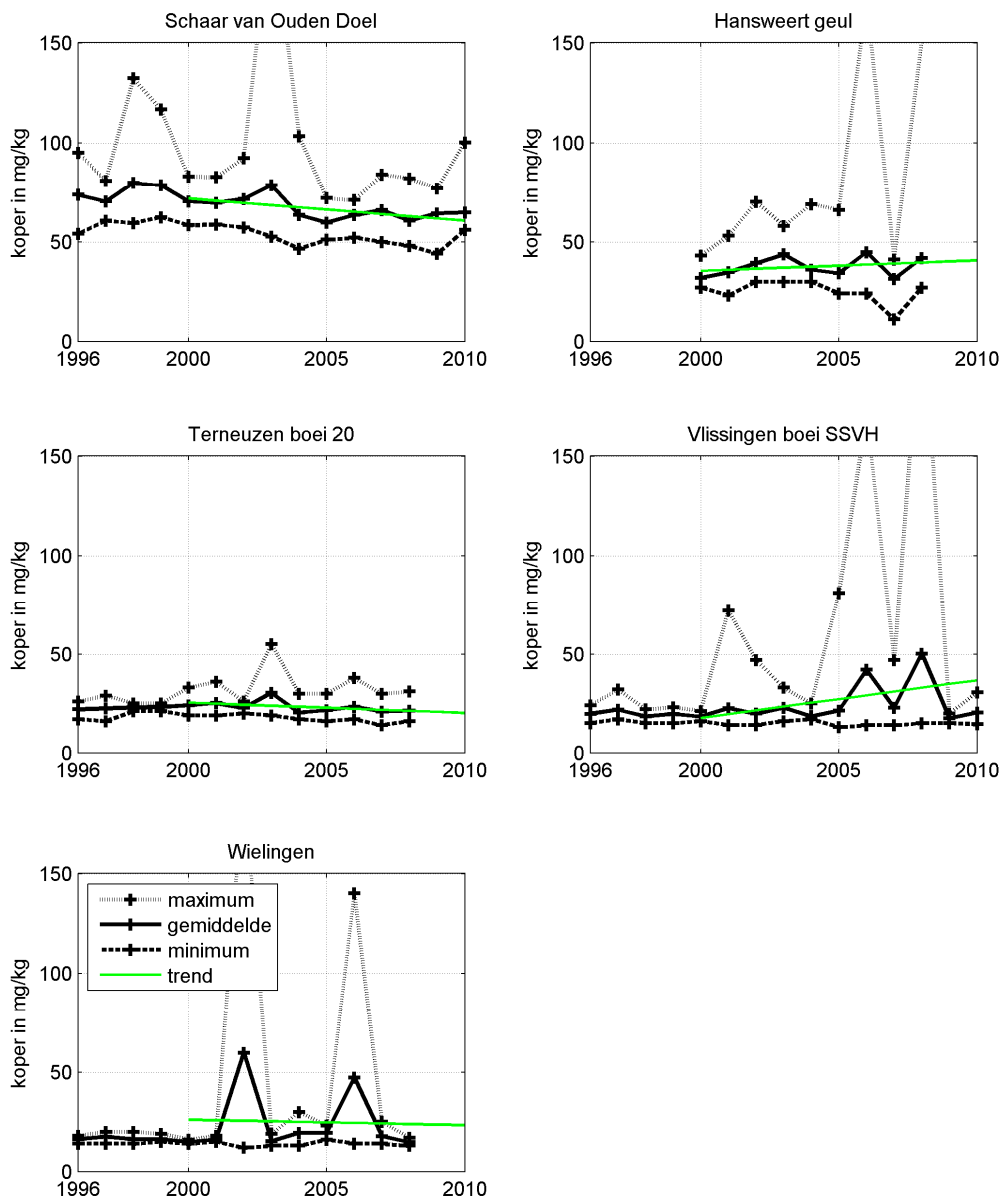 Schaar van Ouden Doel
koper in mg/kg
150
100
50
0
1996 2000 2005 2010
Hansweert geul
koper in mg/kg
150
100
50
0
1996 2000 2005 2010
Terneuzen boei 20
koper in mg/kg
150
100
50
0
1996 2000 2005 2010
Vlissingen boei SSVH
koper in mg/kg
150
100
50
0
1996 2000 2005 2010
Wielingen
koper in mg/kg
150
100
50
0
1996 2000 2005 2010
maximum
gemiddelde
minimum
trend